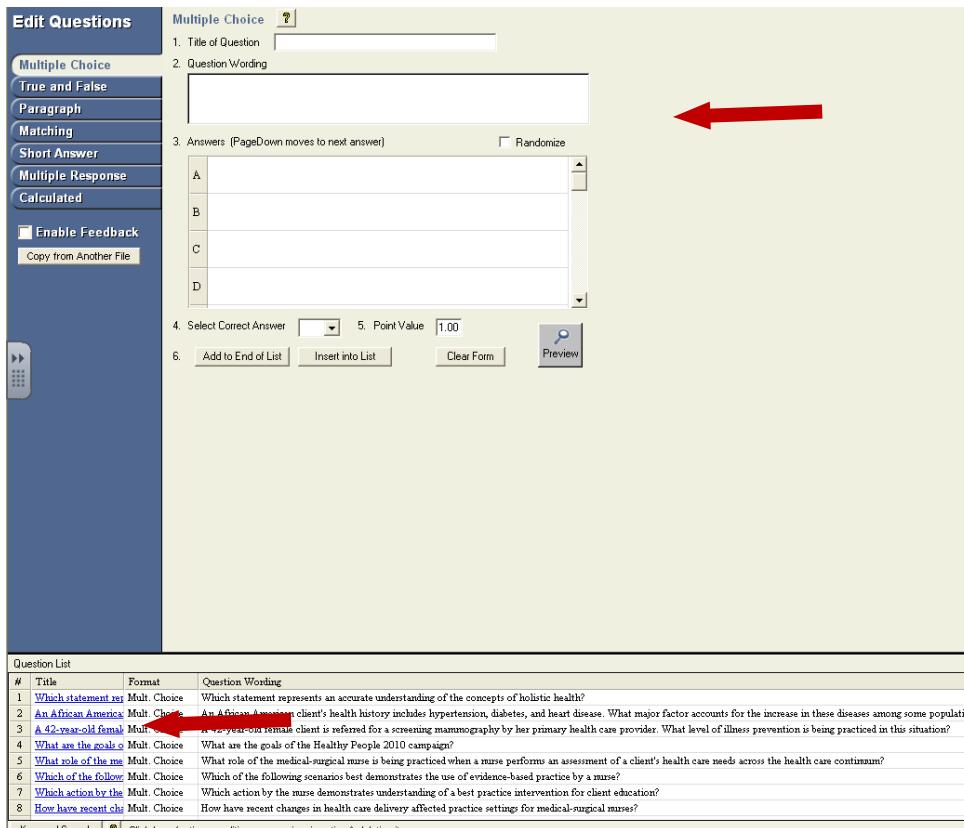 Edit Questions
Multiple Choice
True and False
Paragraph
Matching
Short Answer
Multiple Response
Calculated
Enable Feedback
Copy from Another File
Multiple Choice ?
1. Title of Question
2. Question Wording
3. Answers (PageDown moves to next answer) Randomize
A
B
C
D
4. Select Correct Answer 5. Point Value 1.00
6. Add to End of List Insert into List Clear Form Preview
Question List
# Title Format Question Wording
1 Which statement rep Mult. Choice Which statement represents an accurate understanding of the concepts of holistic health?
2 An African America Mult. Choice An African American client's health history includes hypertension, diabetes, and heart disease. What major factor accounts for the increase in these diseases among some populati
3 A 42-year-old femal Mult. A 42-year-old female client is referred for a screening mammography by her primary health care provider. What level of illness prevention is being practiced in this situation?
4 What are the goals o Mult. Choice What are the goals of the Healthy People 2010 campaign?
5 What role of the me Mult. Choice What role of the medical-surgical nurse is being practiced when a nurse performs an assessment of a client's health care needs across the health care continuum?
6 Which of the follow Mult. Choice Which of the following scenarios best demonstrates the use of evidence-based practice by a nurse?
7 Which action by the Mult. Choice Which action by the nurse demonstrates understanding of a best practice intervention for client education?
8 How have recent cha Mult. Choice How have recent changes in health care delivery affected practice settings for medical-surgical nurses?